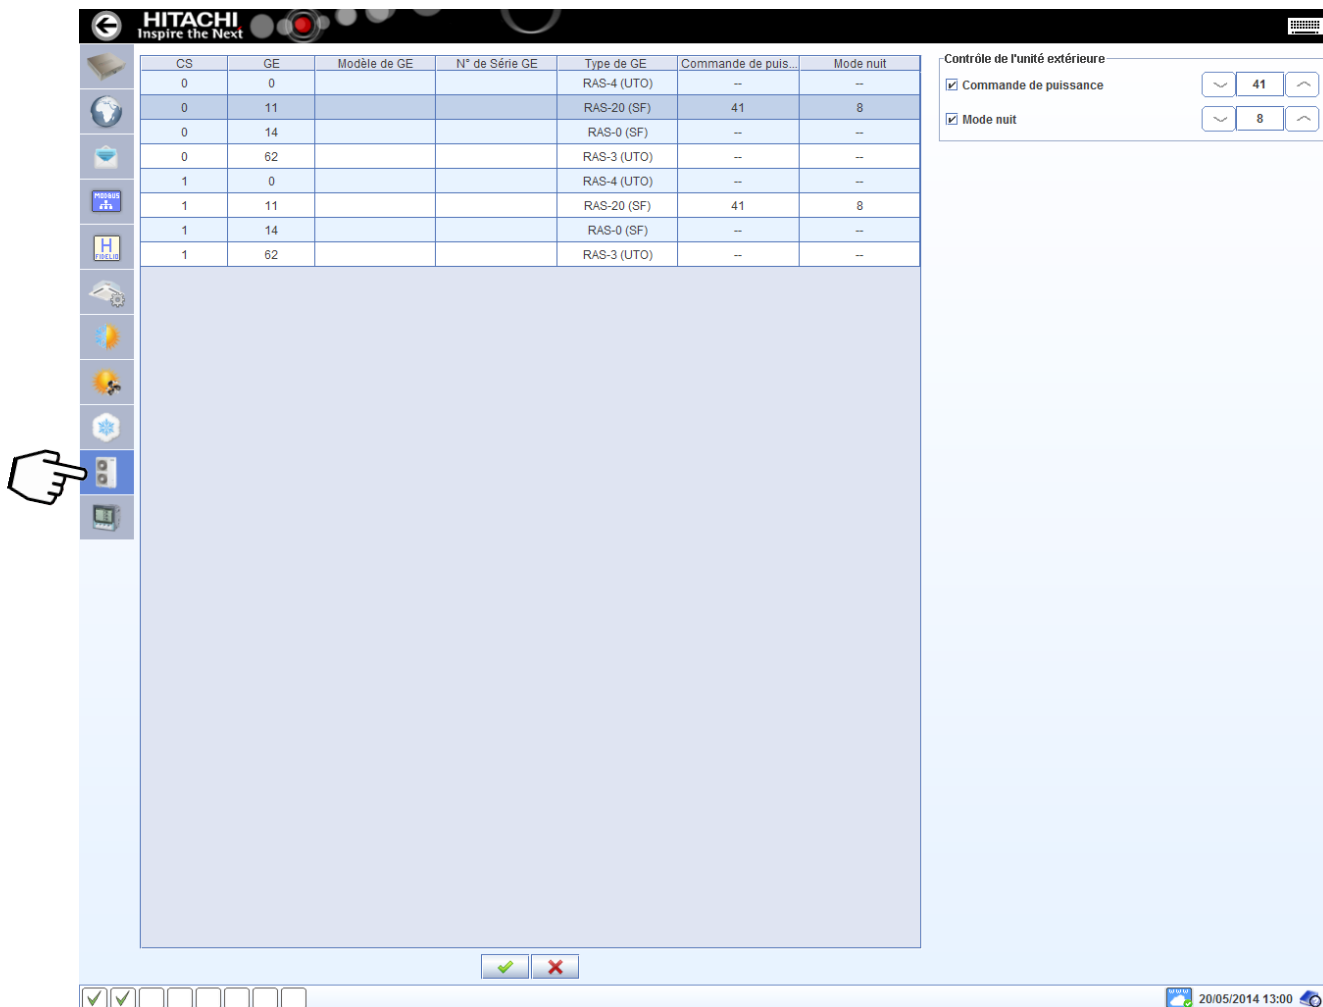 HITACHI
Inspire the Next
CS GE Modèle de GE N° de Série GE Type de GE Commande de puis... Mode nuit
0 0 RAS-4 (UTO) -- --
0 11 RAS-20 (SF) 41 8
0 14 RAS-0 (SF) -- --
0 62 RAS-3 (UTO) -- --
1 0 RAS-4 (UTO) -- --
1 11 RAS-20 (SF) 41 8
1 14 RAS-0 (SF) -- --
1 62 RAS-3 (UTO) -- --
Contrôle de l'unité extérieure
Commande de puissance 41
Mode nuit 8
MODBUS
H
FIDELIO
www
20/05/2014 13:00